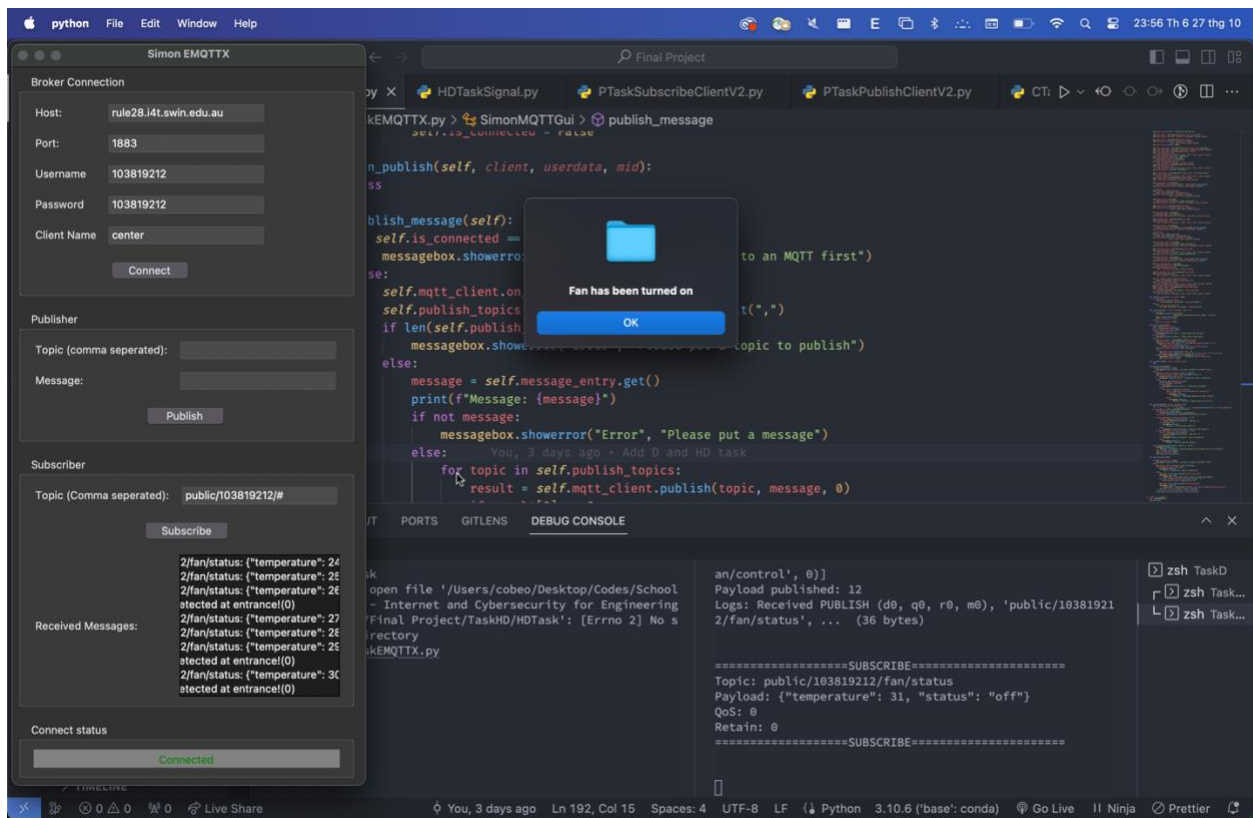 python File Edit Window Help
E
23:56 Th 6 27 thg 10
Simon EMQTTX
Broker Connection
Host: rule28.i4t.swin.edu.au
Port: 1883
Username 103819212
Password 103819212
Client Name center
Connect
Publisher
Topic (comma seperated):
Message:
Publish
Subscriber
Topic (Comma seperated): public/103819212/#
Subscribe
Received Messages:
2/fan/status: {"temperature": 24
2/fan/status: {"temperature": 25
2/fan/status: {"temperature": 26
etected at entrance!(0)
2/fan/status: {"temperature": 27
2/fan/status: {"temperature": 28
2/fan/status: {"temperature": 29
etected at entrance!(0)
2/fan/status: {"temperature": 30
etected at entrance!(0)
Connect status
Connected
Final Project
py HDTaskSignal.py PTaskSubscribeClientV2.py PTaskPublishClientV2.py CTa
kEMQTTX.py > SimonMQTTGui > publish_message
self.is_connected = False
n_publish(self, client, userdata, mid):
ss
blish_message(self):
self.is_connected ==
messagebox.showerro to an MQTT first")
se:
self.mqtt_client.on_
self.publish_topics t(",")
if len(self.publish_
messagebox.showe topic to publish")
else:
message = self.message_entry.get()
print(f"Message: {message}")
if not message:
messagebox.showerror("Error", "Please put a message")
else: You, 3 days ago • Add D and HD task
for topic in self.publish_topics:
result = self.mqtt_client.publish(topic, message, 0)
Fan has been turned on
OK
UT PORTS GITLENS DEBUG CONSOLE
sk
open file '/Users/cobeo/Desktop/Codes/School
- Internet and Cybersecurity for Engineering
/Final Project/TaskHD/HDTask': [Errno 2] No s
irectory
skEMQTTX.py
an/control', 0)]
Payload published: 12
Logs: Received PUBLISH (d0, q0, r0, m0), 'public/10381921
2/fan/status', ... (36 bytes)
====================SUBSCRIBE=======================
Topic: public/103819212/fan/status
Payload: {"temperature": 31, "status": "off"}
QoS: 0
Retain: 0
====================SUBSCRIBE=======================
zsh TaskD
zsh Task...
zsh Task...
TIMELINE
0 0 0 Live Share You, 3 days ago Ln 192, Col 15 Spaces: 4 UTF-8 LF Python 3.10.6 ('base': conda) Go Live Ninja Prettier